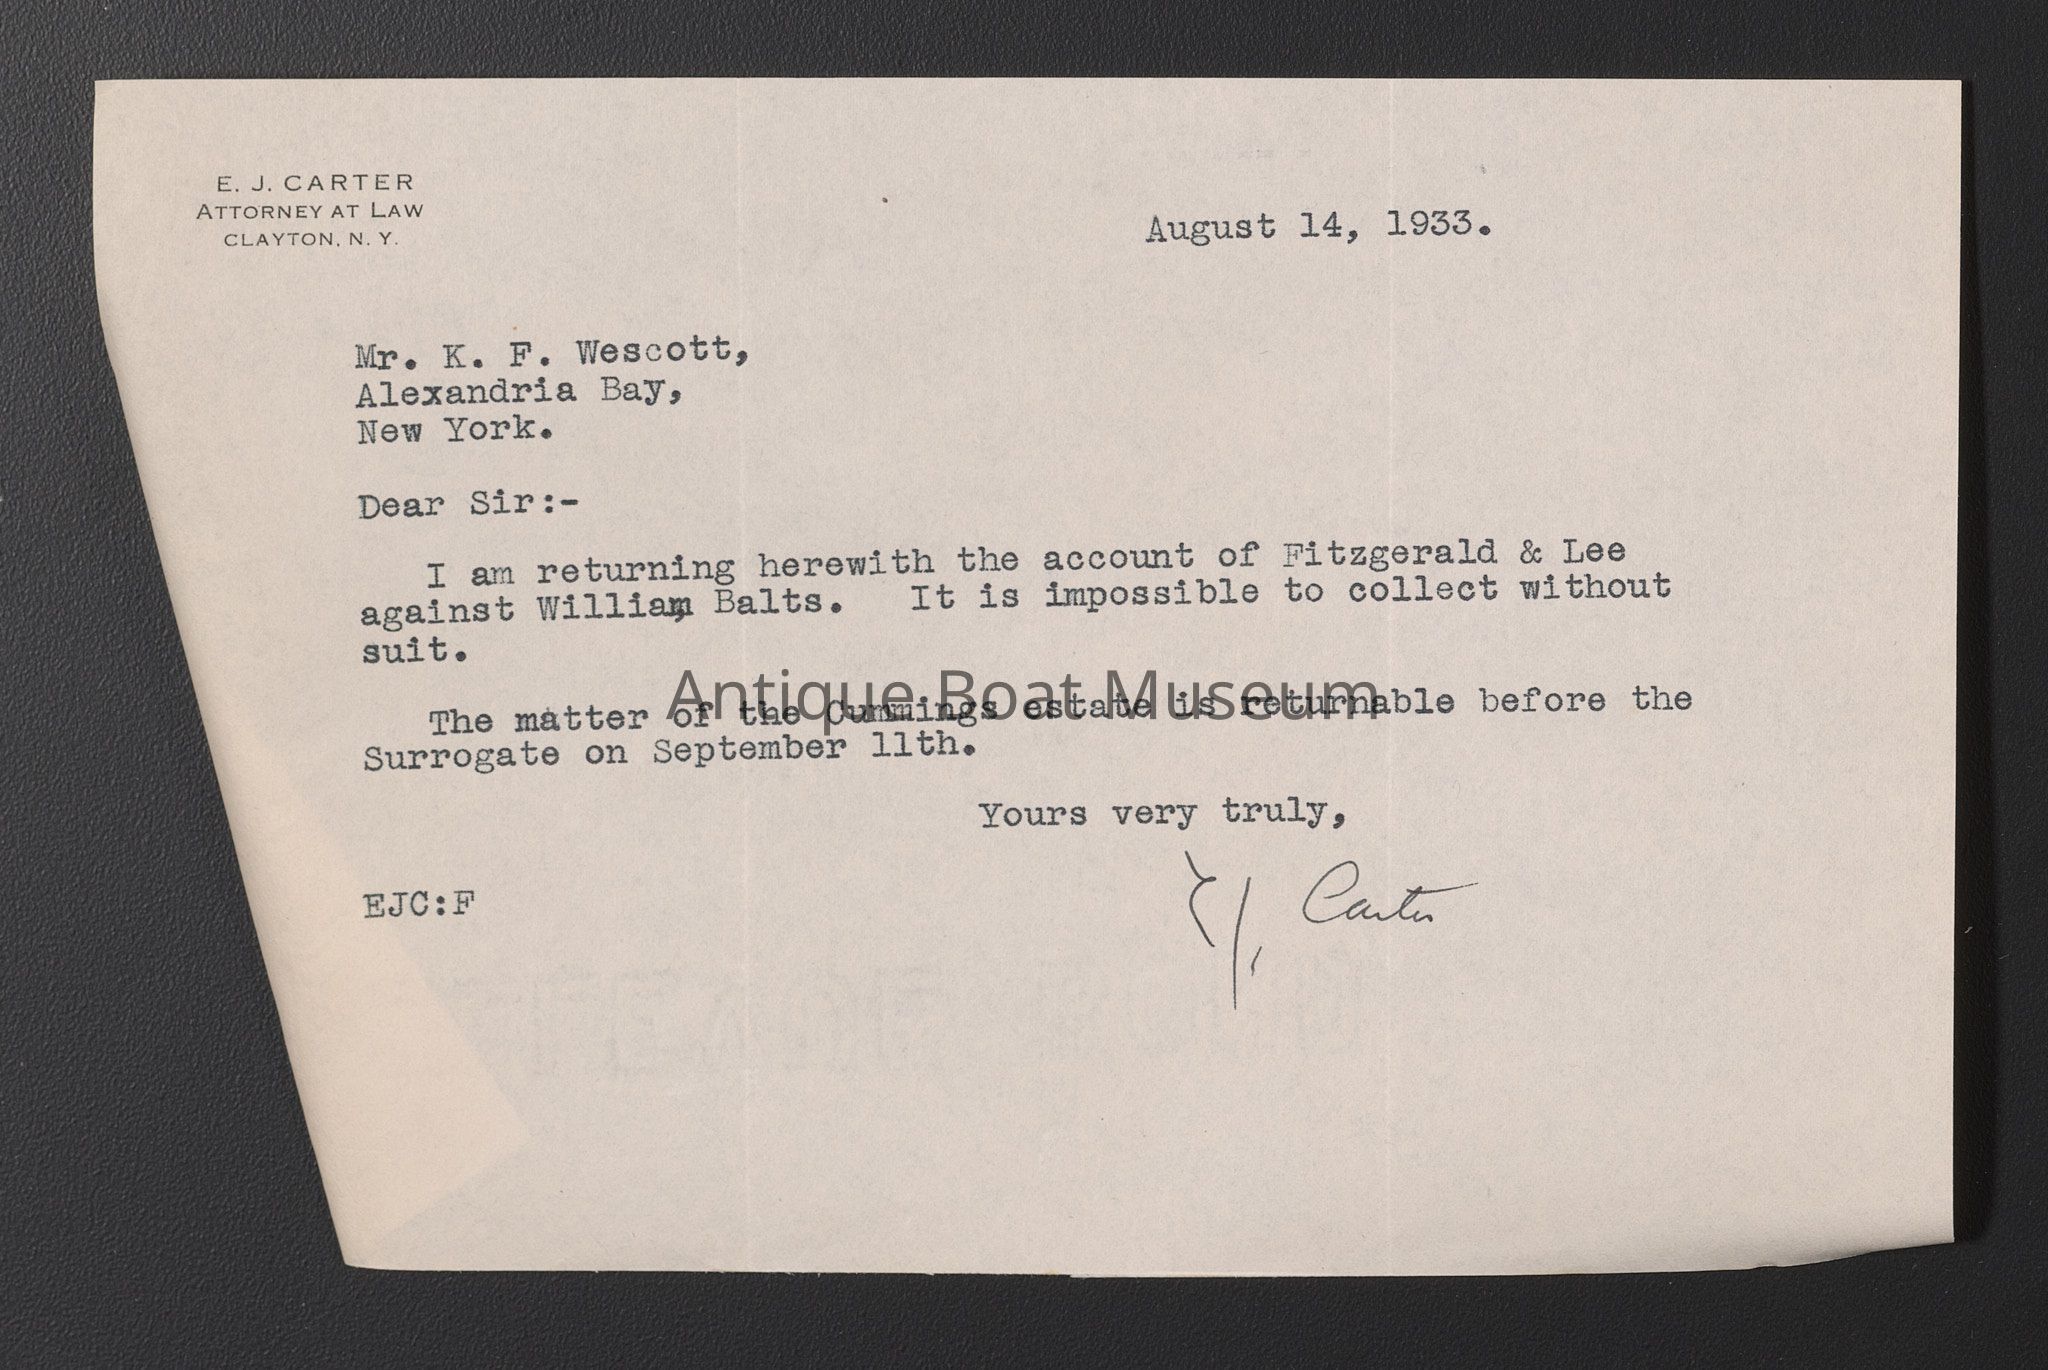 E. J. CARTER
ATTORNEY AT LAW
CLAYTON, N. Y.
August 14, 1933.
Mr. K. F. Wescott,
Alexandria Bay,
New York.
Dear Sir:-
I am returning herewith the account of Fitzgerald & Lee
against William Balts. It is impossible to collect without
suit.
The matter of the Cummings estate is returnable before the
Surrogate on September 11th.
Antique Boat Museum
Yours very truly,
EJ. Carter
EJC:F